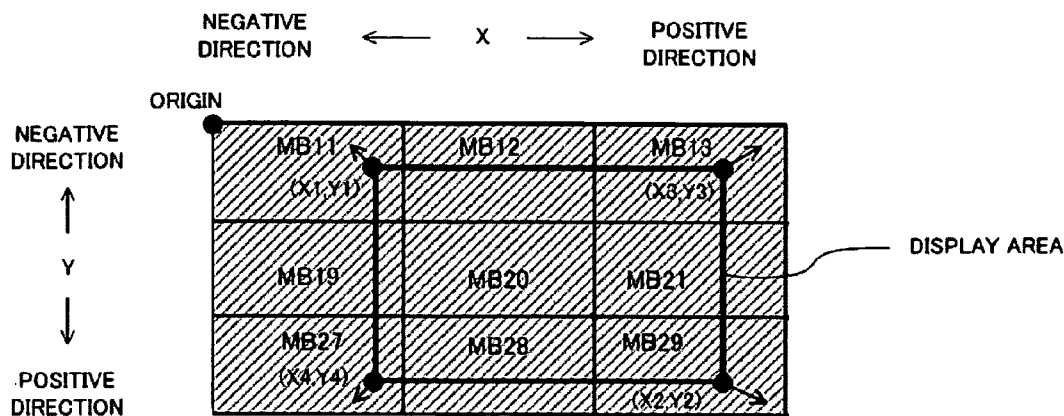 NEGATIVE
DIRECTION
X
POSITIVE
DIRECTION
ORIGIN
NEGATIVE
DIRECTION
Y
POSITIVE
DIRECTION
MB11
MB12
MB13
(X1,Y1)
(X3,Y3)
DISPLAY AREA
MB19
MB20
MB21
MB27
MB28
MB29
(X4,Y4)
(X2,Y2)